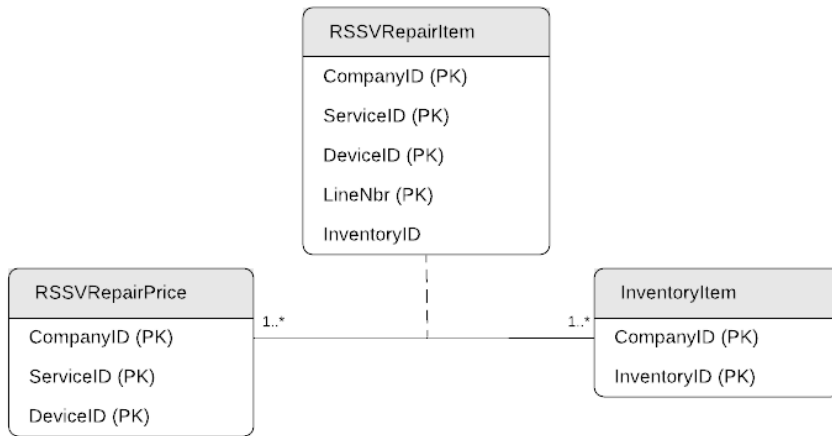 RSSVRepairItem
CompanyID (PK)
ServiceID (PK)
DeviceID (PK)
LineNbr (PK)
InventoryID
RSSVRepairPrice
CompanyID (PK)
ServiceID (PK)
DeviceID (PK)
1..*
1..*
InventoryItem
CompanyID (PK)
InventoryID (PK)